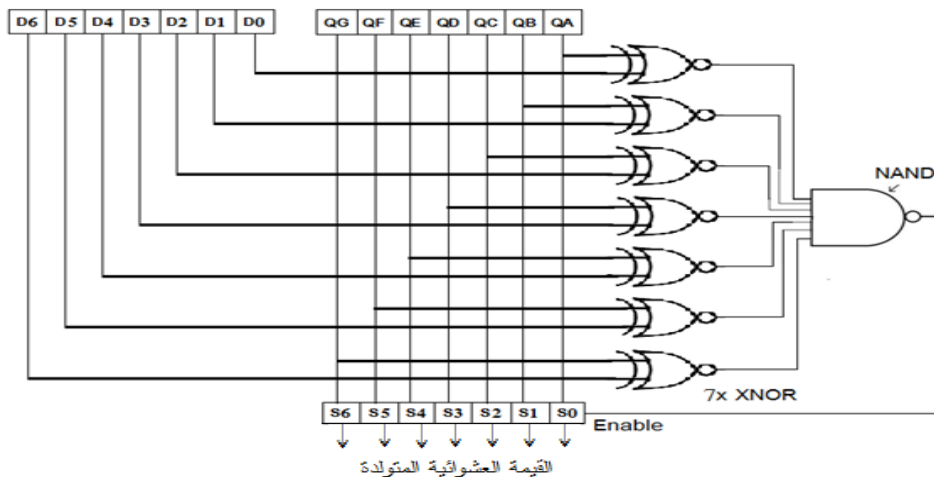 D6 D5 D4 D3 D2 D1 D0
QG QF QE QD QC QB QA
NAND
7x XNOR
S6 S5 S4 S3 S2 S1 S0
Enable
القيمة العشوائية المتولدة